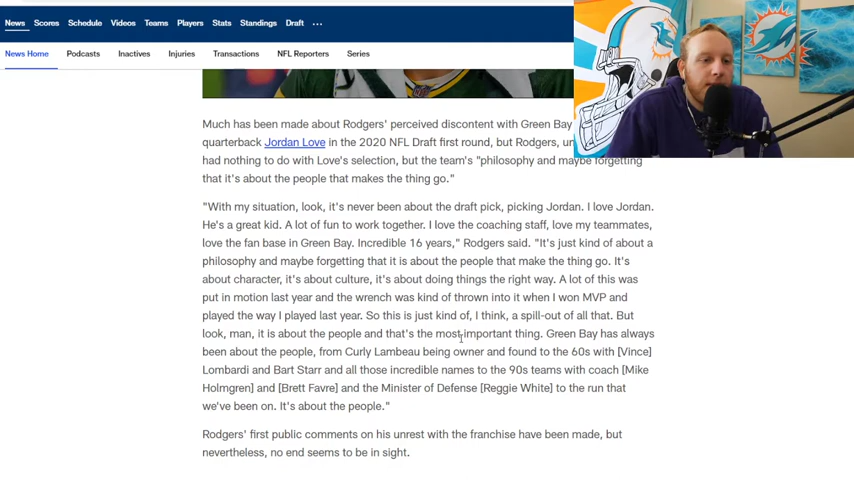 News Scores Schedule Videos Teams Players Stats Standings Draft ...
News Home Podcasts Inactives Injuries Transactions NFL Reporters Series
Much has been made about Rodgers' perceived discontent with Green Bay
quarterback Jordan Love in the 2020 NFL Draft first round, but Rodgers,
had nothing to do with Love's selection, but the team's "philosophy and maybe forgetting
that it's about the people that makes the thing go."
"With my situation, look, it's never been about the draft pick, picking Jordan. I love Jordan.
He's a great kid. A lot of fun to work together. I love the coaching staff, love my teammates,
love the fan base in Green Bay. Incredible 16 years," Rodgers said. "It's just kind of about a
philosophy and maybe forgetting that it is about the people that make the thing go. It's
about character, it's about culture, it's about doing things the right way. A lot of this was
put in motion last year and the wrench was kind of thrown into it when I won MVP and
played the way I played last year. So this is just kind of, I think, a spill-out of all that. But
look, man, it is about the people and that's the most important thing. Green Bay has always
been about the people, from Curly Lambeau being owner and found to the 60s with [Vince]
Lombardi and Bart Starr and all those incredible names to the 90s teams with coach [Mike
Holmgren] and [Brett Favre] and the Minister of Defense [Reggie White] to the run that
we've been on. It's about the people."
Rodgers' first public comments on his unrest with the franchise have been made, but
nevertheless, no end seems to be in sight.